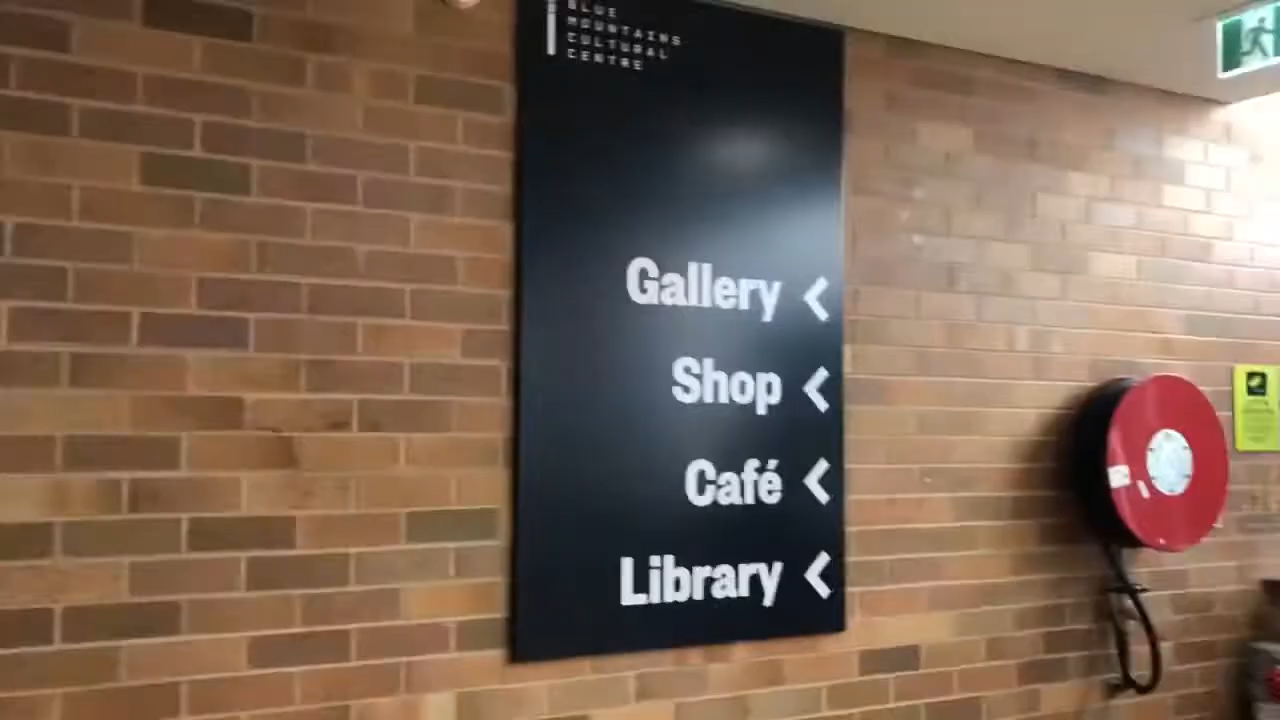 BLUE
MOUNTAINS
CULTURAL
CENTRE
Gallery
Shop
Café
Library